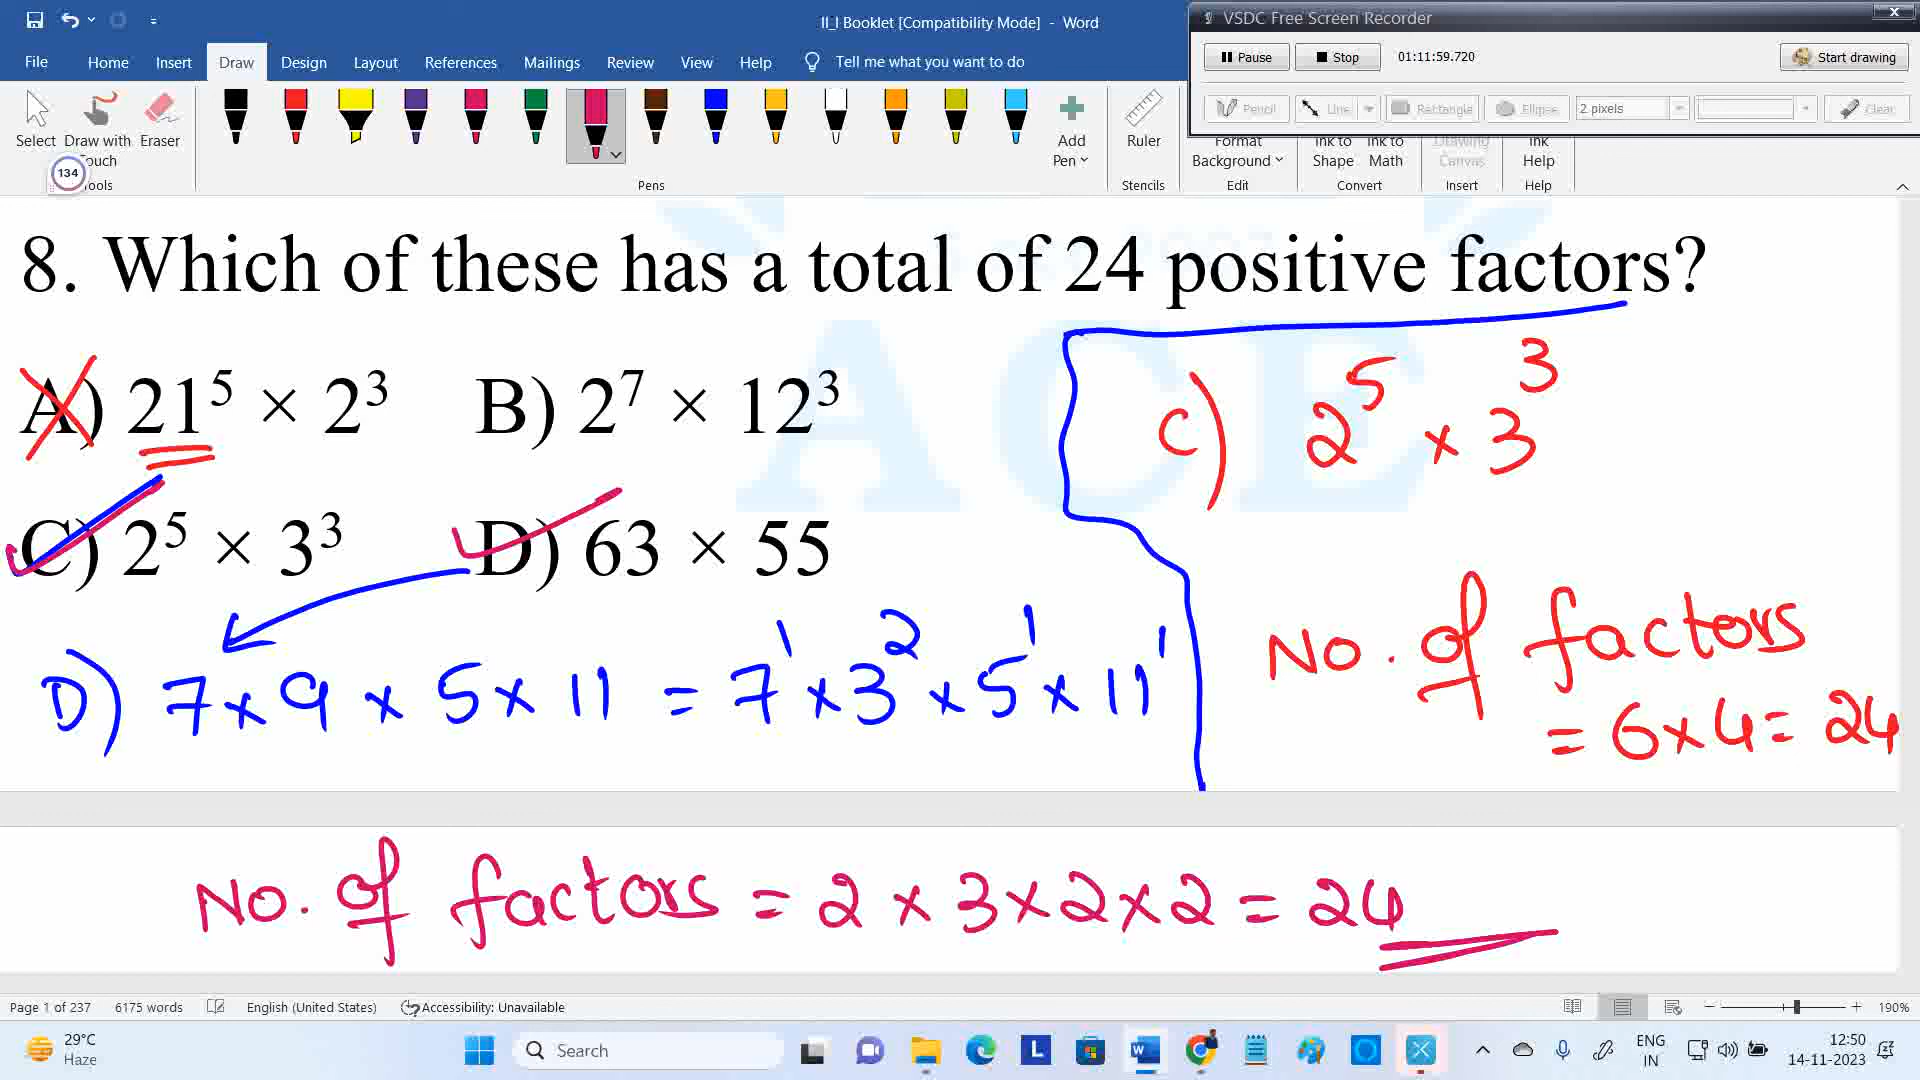 II_I Booklet [Compatibility Mode] - Word
VSDC Free Screen Recorder
Pause Stop 01:11:59.720 Start drawing
Pencil Line Rectangle Ellipse 2 pixels Clear
File Home Insert Draw Design Layout References Mailings Review View Help Tell me what you want to do
Select Draw with Touch Eraser Add Pen Ruler Format Background Ink to Shape Ink to Math Drawing Canvas Ink Help
134
Tools Pens Stencils Edit Convert Insert Help
8. Which of these has a total of 24 positive factors?
ACE
A) 21⁵ × 2³ B) 2⁷ × 12³
C) 2⁵ × 3³ D) 63 × 55
C) 2⁵ × 3³
No. of factors
= 6 × 4 = 24
D) 7 × 9 × 5 × 11 = 7¹ × 3² × 5¹ × 11¹
No. of factors = 2 × 3 × 2 × 2 = 24
Page 1 of 237 6175 words English (United States) Accessibility: Unavailable 190%
29°C
Haze
Search
L
ENG
IN
12:50
14-11-2023